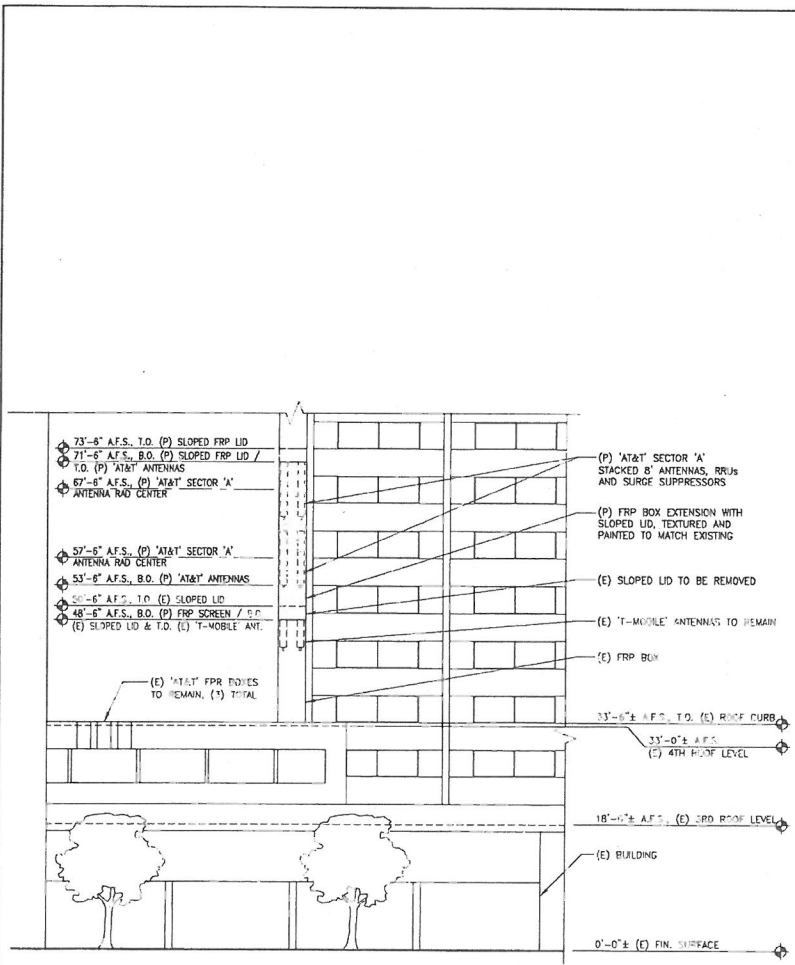 73'-6" A.F.S., T.O. (P) SLOPED FRP LID
71'-6" A.F.S., B.O. (P) SLOPED FRP LID /
T.O. (P) 'AT&T' ANTENNAS
67'-6" A.F.S., (P) 'AT&T' SECTOR 'A'
ANTENNA RAD CENTER
57'-6" A.F.S., (P) 'AT&T' SECTOR 'A'
ANTENNA RAD CENTER
53'-6" A.F.S., B.O. (P) 'AT&T' ANTENNAS
50'-6" A.F.S. T.O (E) SLOPED LID
48'-6" A.F.S., B.O. (P) FRP SCREEN / B.O.
(E) SLOPED LID & T.O. (E) 'T-MOBILE' ANT.
(E) 'AT&T' FPR BOXES
TO REMAIN, (3) TOTAL
(P) 'AT&T' SECTOR 'A'
STACKED 8' ANTENNAS, RRUs
AND SURGE SUPPRESSORS
(P) FRP BOX EXTENSION WITH
SLOPED LID, TEXTURED AND
PAINTED TO MATCH EXISTING
(E) SLOPED LID TO BE REMOVED
(E) 'T-MOBILE' ANTENNAS TO REMAIN
(E) FRP BOX
33'-6"± A.F.S., T.O. (E) ROOF CURB
33'-0"± A.F.S.
(E) 4TH ROOF LEVEL
18'-6"± A.F.S., (E) 3RD ROOF LEVEL
(E) BUILDING
0'-0"± (E) FIN. SURFACE